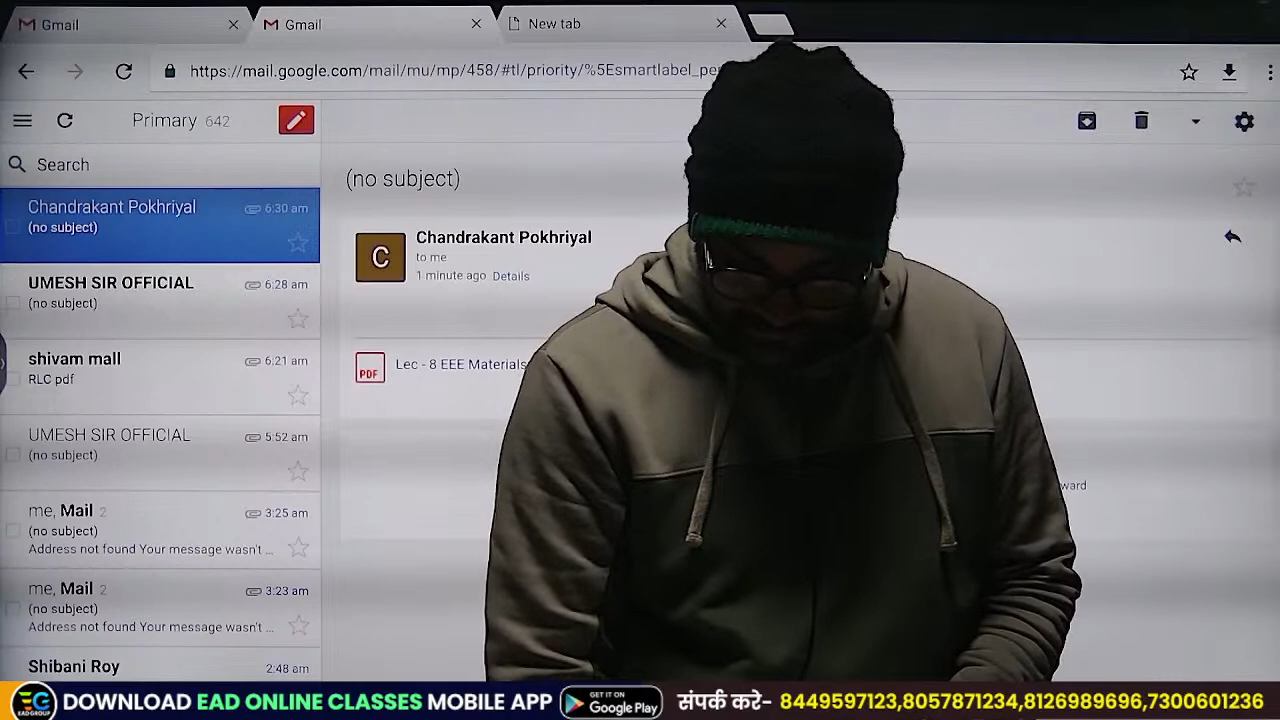 Gmail
Gmail
New tab
https://mail.google.com/mail/mu/mp/458/#tl/priority/%5Esmartlabel_pe
Primary 642
Search
Chandrakant Pokhriyal 6:30 am
(no subject)
UMESH SIR OFFICIAL 6:28 am
(no subject)
shivam mall 6:21 am
RLC pdf
UMESH SIR OFFICIAL 5:52 am
(no subject)
me, Mail 2 3:25 am
(no subject)
Address not found Your message wasn't ...
me, Mail 2 3:23 am
(no subject)
Address not found Your message wasn't ...
Shibani Roy 2:48 am
(no subject)
C
Chandrakant Pokhriyal
to me
1 minute ago Details
PDF
Lec - 8 EEE Materials
ward
EG
EAD GROUP
DOWNLOAD EAD ONLINE CLASSES MOBILE APP
GET IT ON
Google Play
संपर्क करे- 8449597123,8057871234,8126989696,7300601236